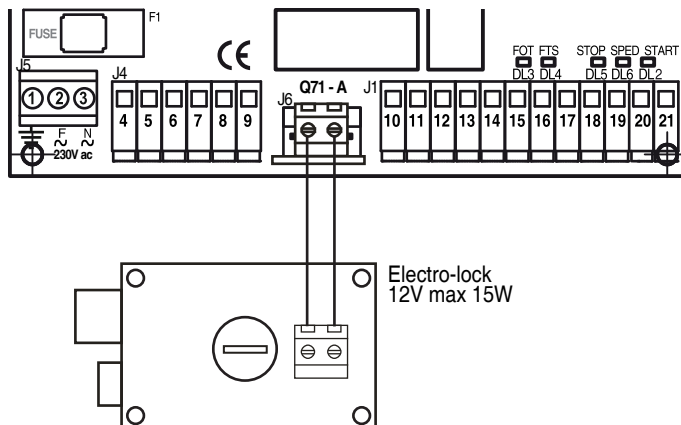 F1
FUSE
CE
FOT FTS STOP SPED START
DL3 DL4 DL5 DL6 DL2
J5 J4 J6 Q71 - A J1
1 2 3 4 5 6 7 8 9 10 11 12 13 14 15 16 17 18 19 20 21
F N
~ ~
230V ac
Electro-lock
12V max 15W